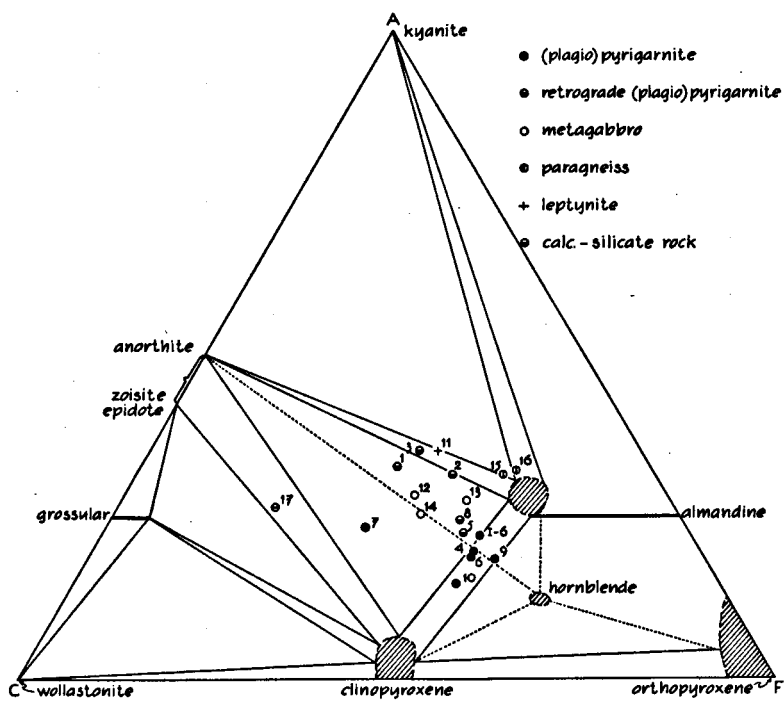 A
kyanite
(plagio) pyrigarnite
retrograde (plagio) pyrigarnite
metagabbro
paragneiss
leptynite
calc.-silicate rock
anorthite
zoisite
epidote
grossular
almandine
hornblende
3
11
1
2
15
16
12
13
14
17
7
8
5
1-6
4
6
9
10
C
wollastonite
clinopyroxene
orthopyroxene
F